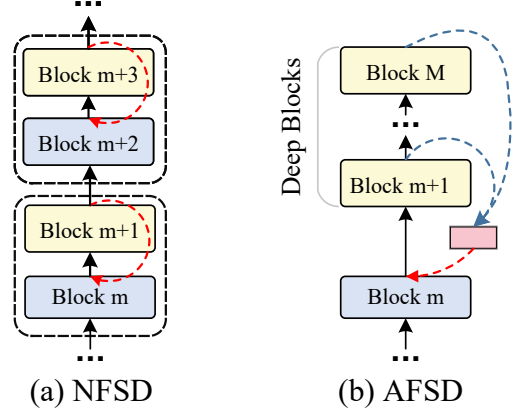 ...
Block m+3
Block m+2
Block m+1
Block m
...
(a) NFSD
Deep Blocks
Block M
...
Block m+1
Block m
...
(b) AFSD